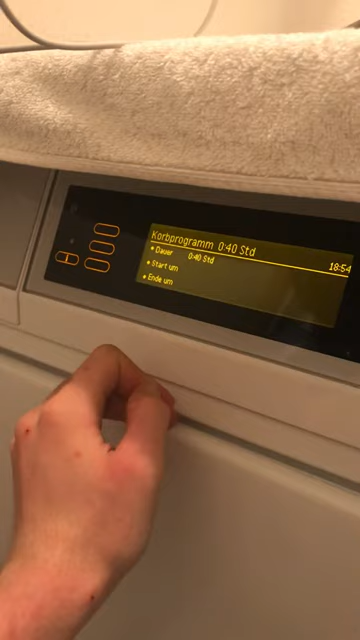 Korbprogramm 0:40 Std
18:54
• Dauer 0:40 Std
• Start um
• Ende um